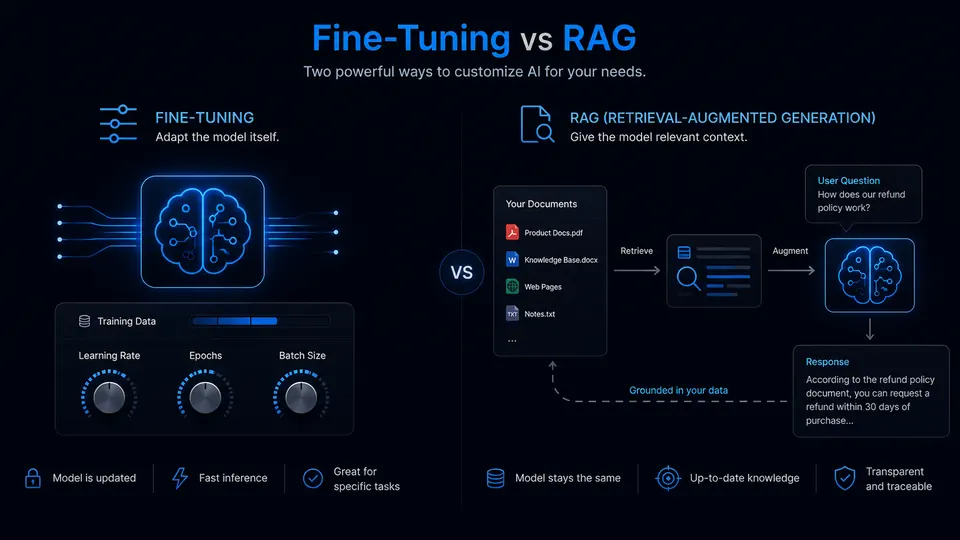 Fine-Tuning vs RAG
Two powerful ways to customize AI for your needs.
FINE-TUNING
Adapt the model itself.
Training Data
Learning Rate
Epochs
Batch Size
Model is updated
Fast inference
Great for
specific tasks
VS
RAG (RETRIEVAL-AUGMENTED GENERATION)
Give the model relevant context.
Your Documents
Product Docs.pdf
W
Knowledge Base.docx
Web Pages
TXT
Notes.txt
...
Retrieve
Augment
User Question
How does our refund
policy work?
Response
According to the refund policy
document, you can request a
refund within 30 days of
purchase...
Grounded in your data
Model stays the same
Up-to-date knowledge
Transparent
and traceable